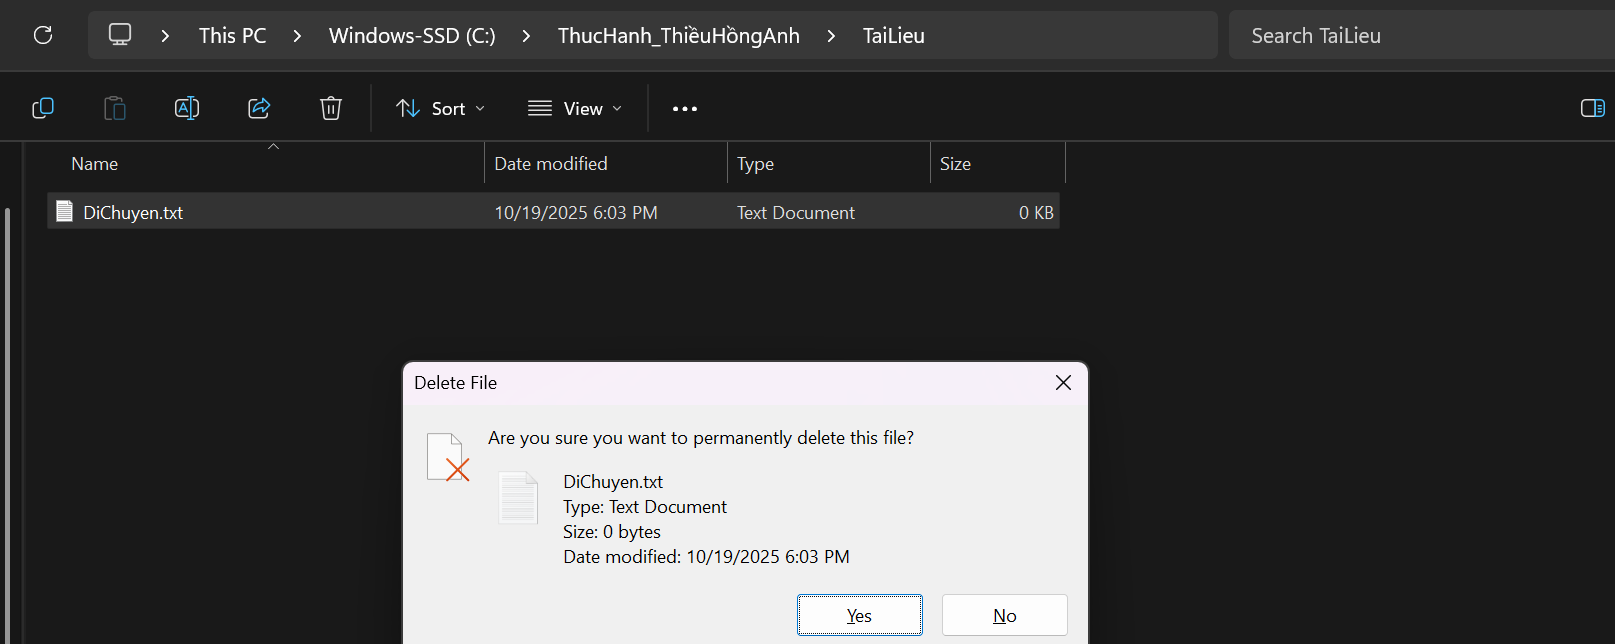 This PC > Windows-SSD (C:) > ThucHanh_ThiềuHồngAnh > TaiLieu
Search TaiLieu
Sort
View
Name
Date modified
Type
Size
DiChuyen.txt
10/19/2025 6:03 PM
Text Document
0 KB
Delete File
Are you sure you want to permanently delete this file?
DiChuyen.txt
Type: Text Document
Size: 0 bytes
Date modified: 10/19/2025 6:03 PM
Yes
No